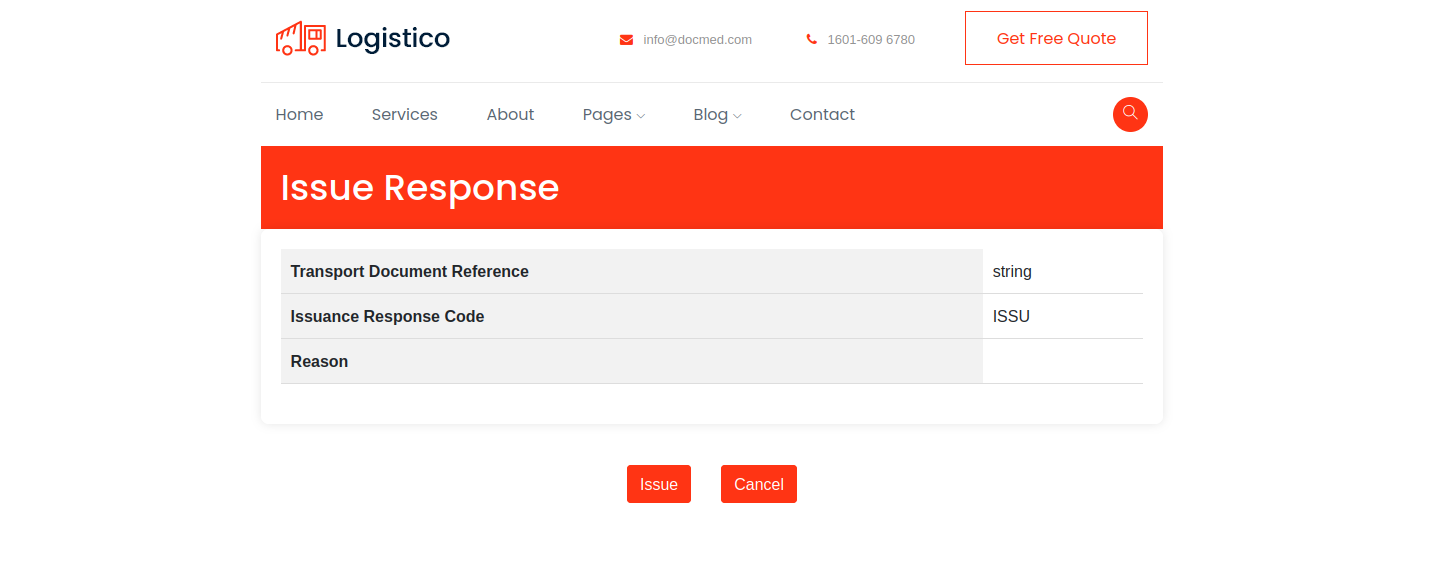 Logistico
info@docmed.com
1601-609 6780
Get Free Quote
Home Services About Pages Blog Contact
Issue Response
Transport Document Reference string
Issuance Response Code ISSU
Reason
Issue Cancel